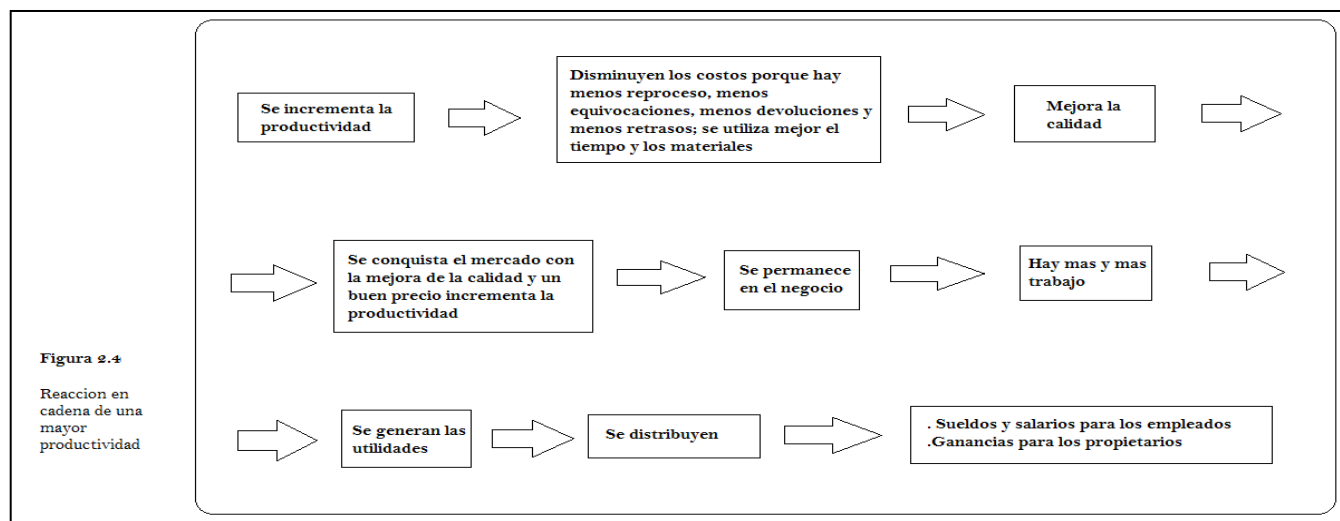 Se incrementa la
productividad
Disminuyen los costos porque hay
menos reproceso, menos
equivocaciones, menos devoluciones y
menos retrasos; se utiliza mejor el
tiempo y los materiales
Mejora la
calidad
Se conquista el mercado con
la mejora de la calidad y un
buen precio incrementa la
productividad
Se permanece
en el negocio
Hay mas y mas
trabajo
Se generan las
utilidades
Se distribuyen
. Sueldos y salarios para los empleados
.Ganancias para los propietarios
Figura 2.4
Reaccion en
cadena de una
mayor
productividad